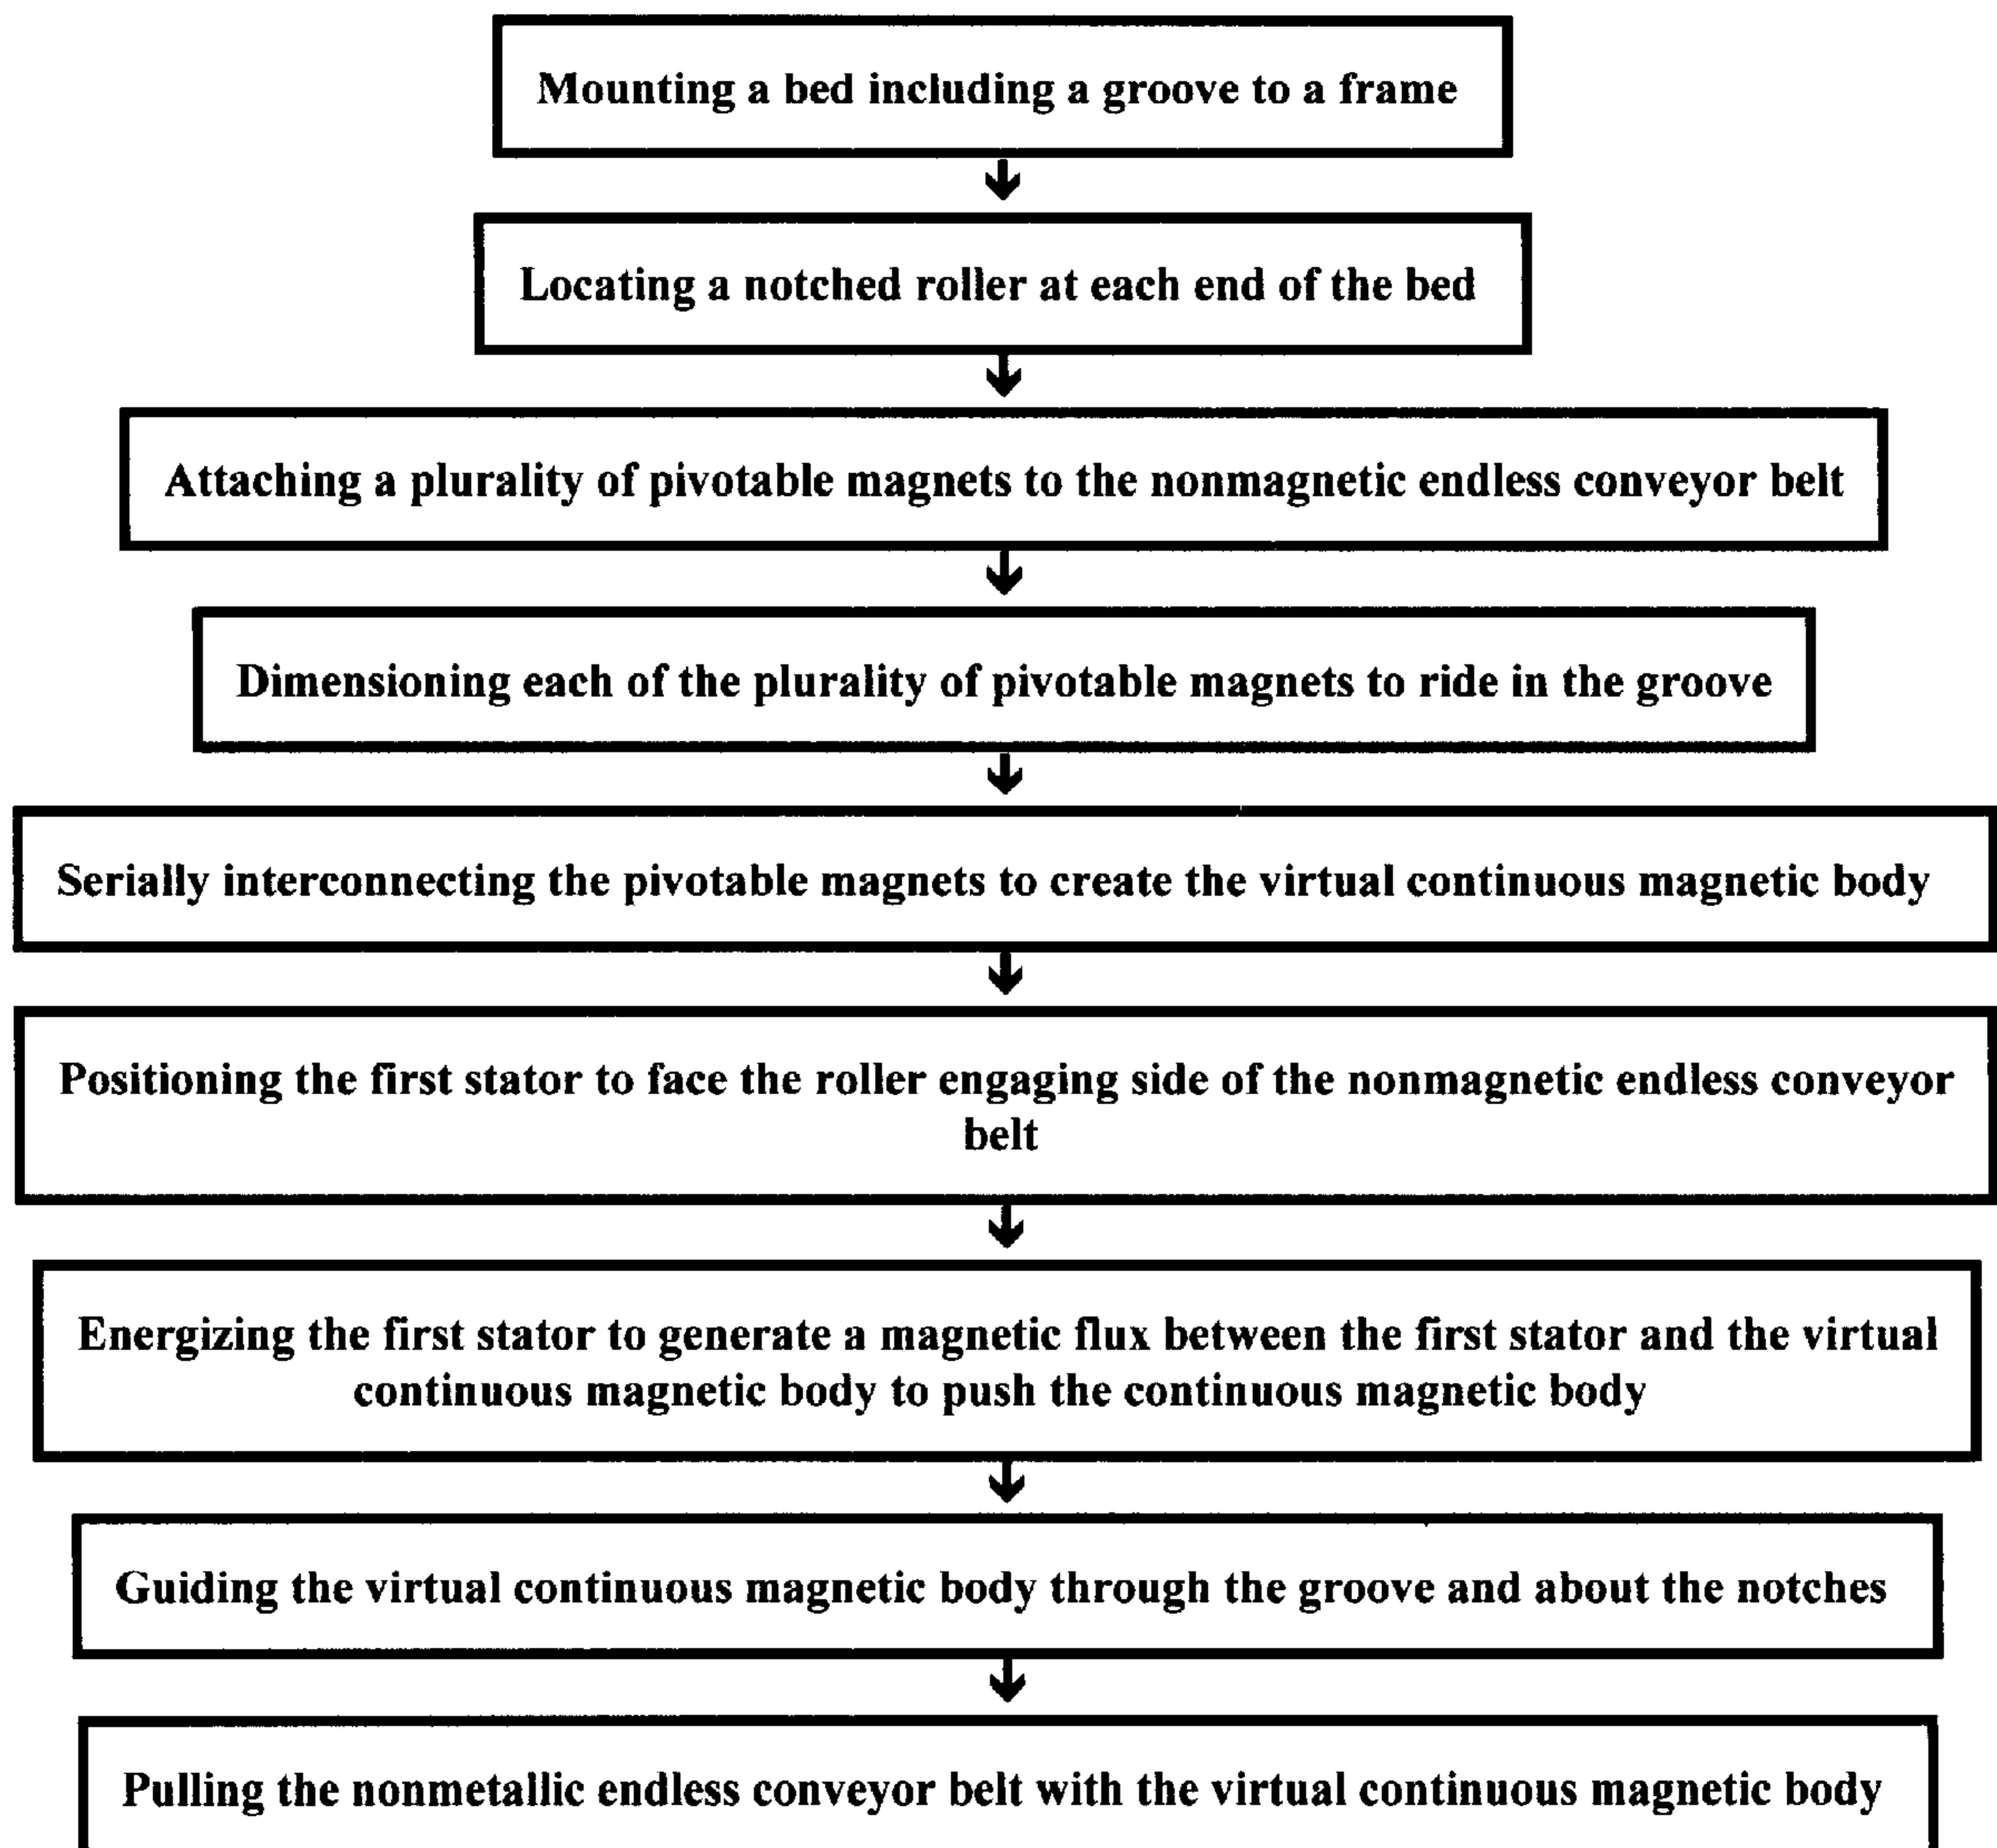 Mounting a bed including a groove to a frame
Locating a notched roller at each end of the bed
Attaching a plurality of pivotable magnets to the nonmagnetic endless conveyor belt
Dimensioning each of the plurality of pivotable magnets to ride in the groove
Serially interconnecting the pivotable magnets to create the virtual continuous magnetic body
Positioning the first stator to face the roller engaging side of the nonmagnetic endless conveyor
belt
Energizing the first stator to generate a magnetic flux between the first stator and the virtual
continuous magnetic body to push the continuous magnetic body
Guiding the virtual continuous magnetic body through the groove and about the notches
Pulling the nonmetallic endless conveyor belt with the virtual continuous magnetic body